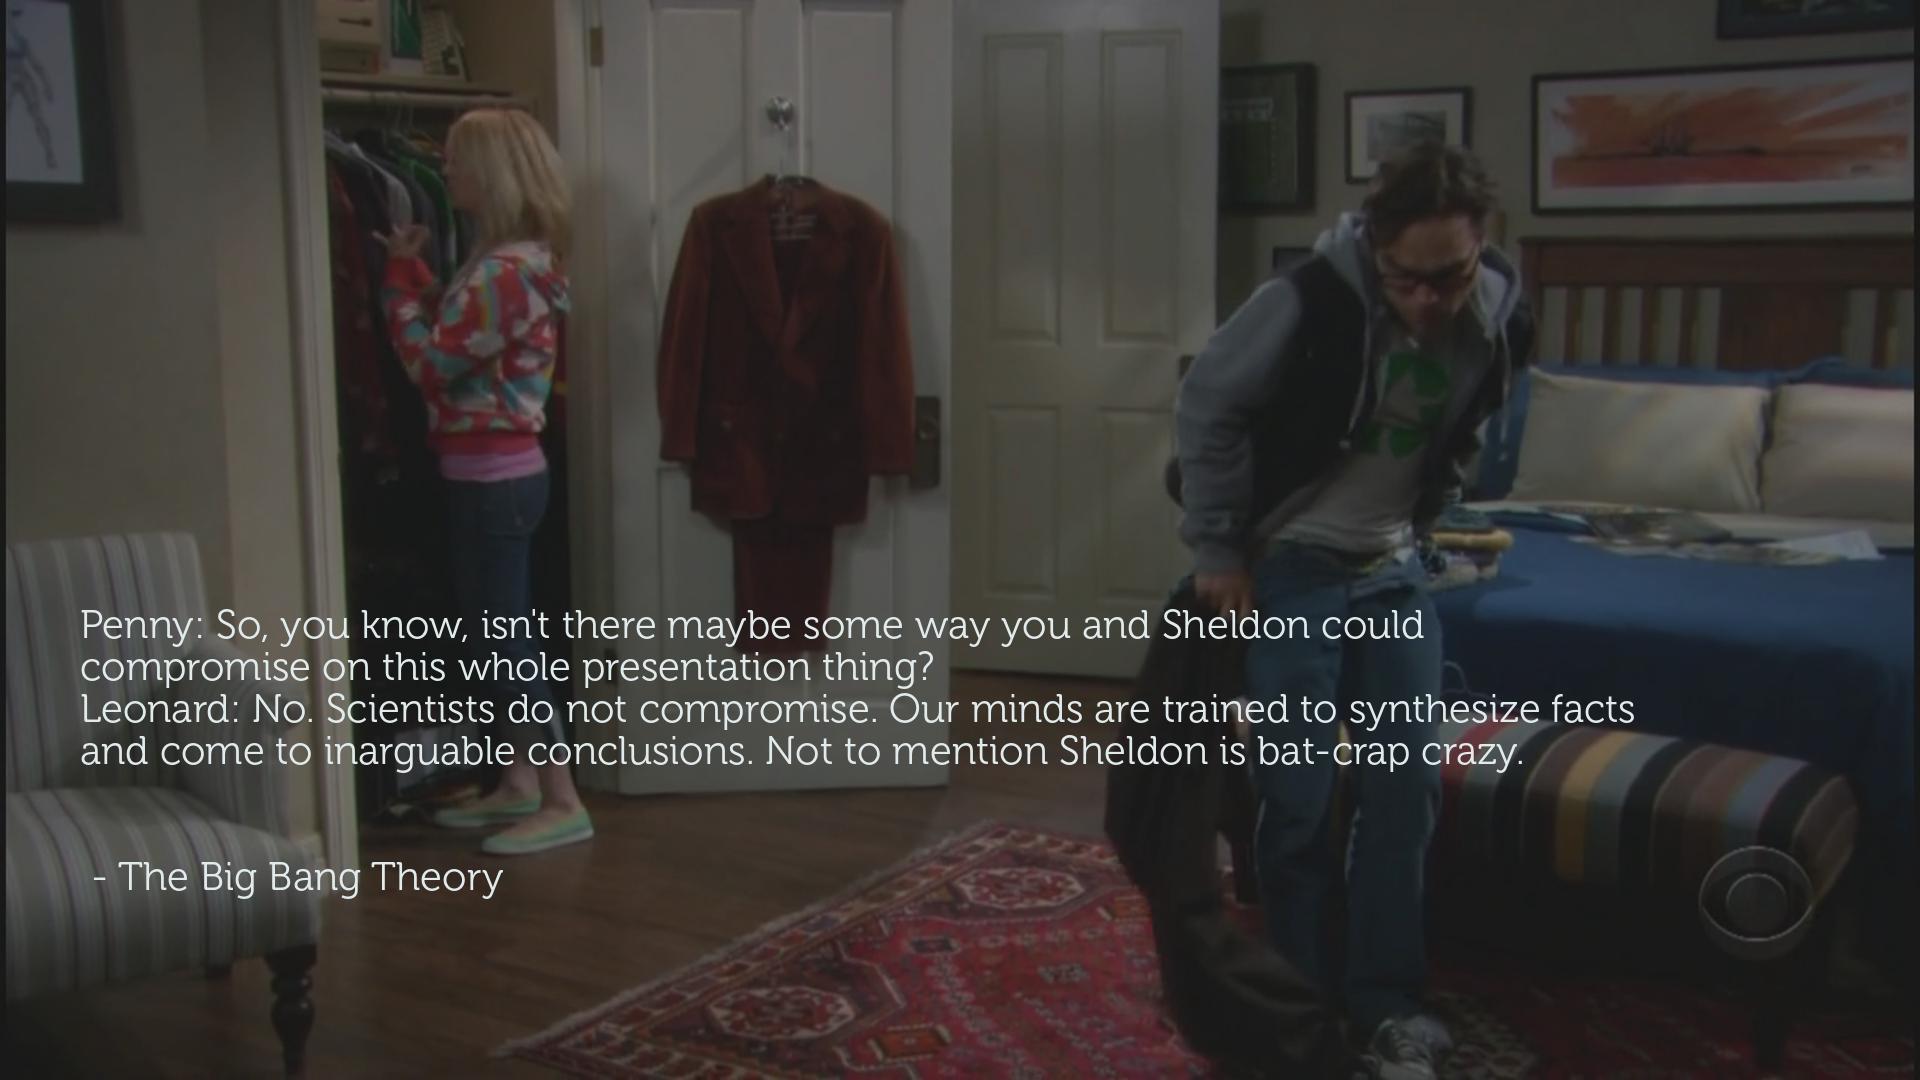 Penny: So, you know, isn't there maybe some way you and Sheldon could
compromise on this whole presentation thing?
Leonard: No. Scientists do not compromise. Our minds are trained to synthesize facts
and come to inarguable conclusions. Not to mention Sheldon is bat-crap crazy.
- The Big Bang Theory